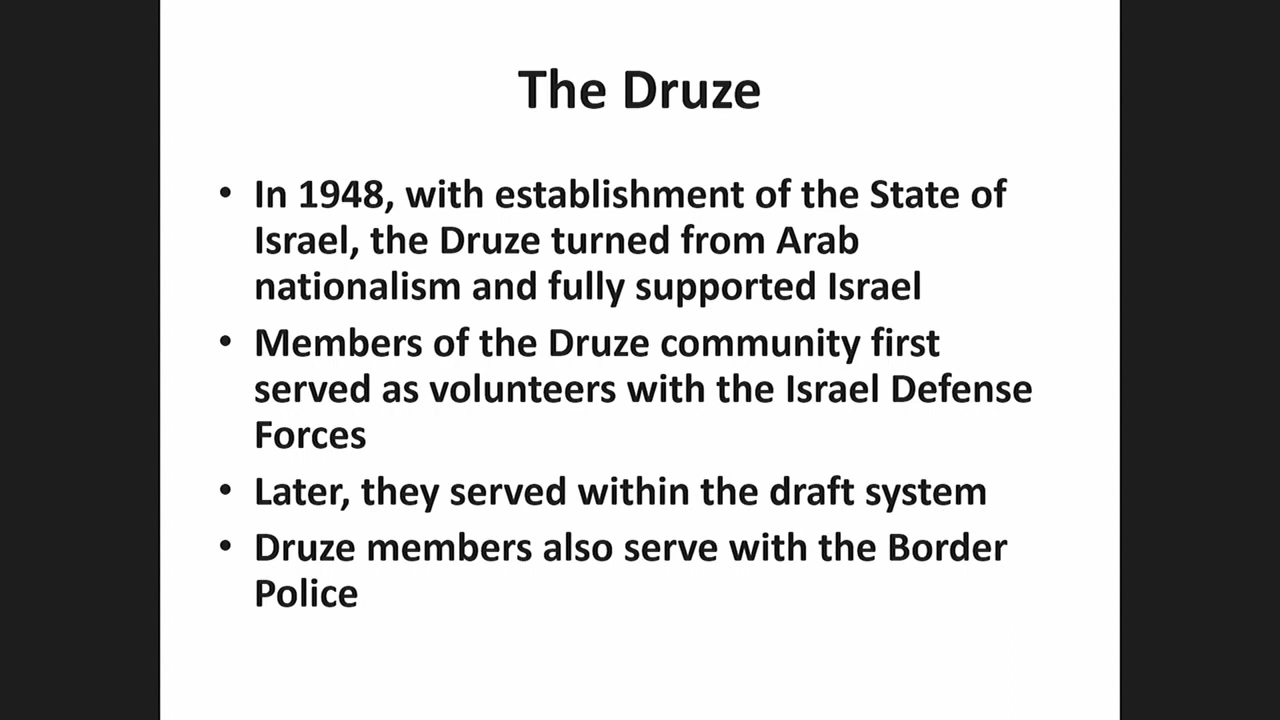 The Druze
• In 1948, with establishment of the State of
Israel, the Druze turned from Arab
nationalism and fully supported Israel
• Members of the Druze community first
served as volunteers with the Israel Defense
Forces
• Later, they served within the draft system
• Druze members also serve with the Border
Police